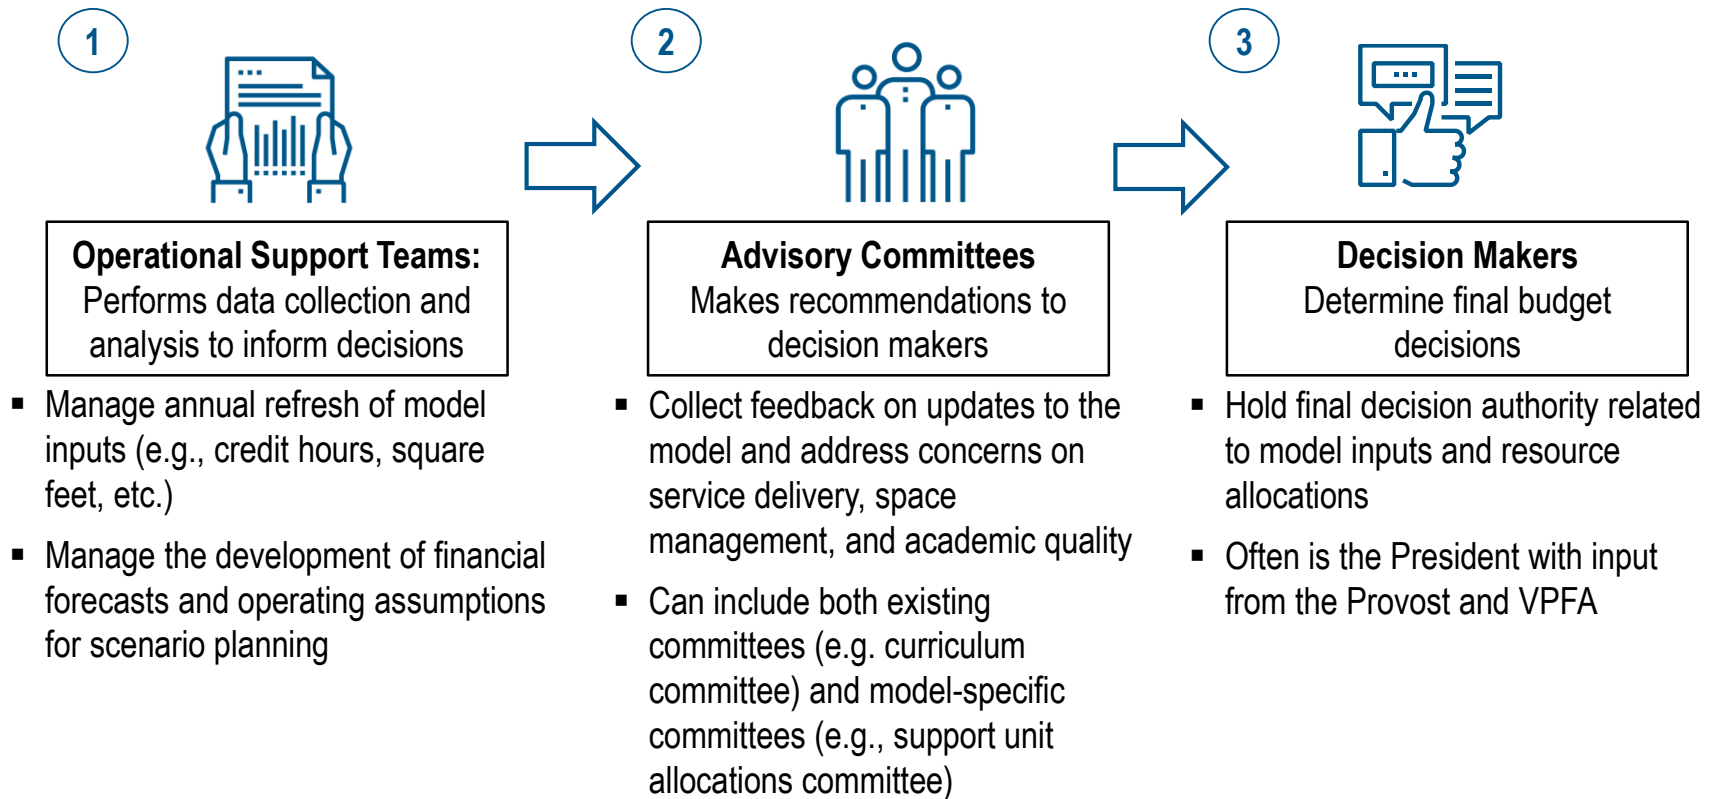 1
Operational Support Teams:
Performs data collection and
analysis to inform decisions
▪ Manage annual refresh of model
inputs (e.g., credit hours, square
feet, etc.)
▪ Manage the development of financial
forecasts and operating assumptions
for scenario planning
2
Advisory Committees
Makes recommendations to
decision makers
▪ Collect feedback on updates to the
model and address concerns on
service delivery, space
management, and academic quality
▪ Can include both existing
committees (e.g. curriculum
committee) and model-specific
committees (e.g., support unit
allocations committee)
3
Decision Makers
Determine final budget
decisions
▪ Hold final decision authority related
to model inputs and resource
allocations
▪ Often is the President with input
from the Provost and VPFA